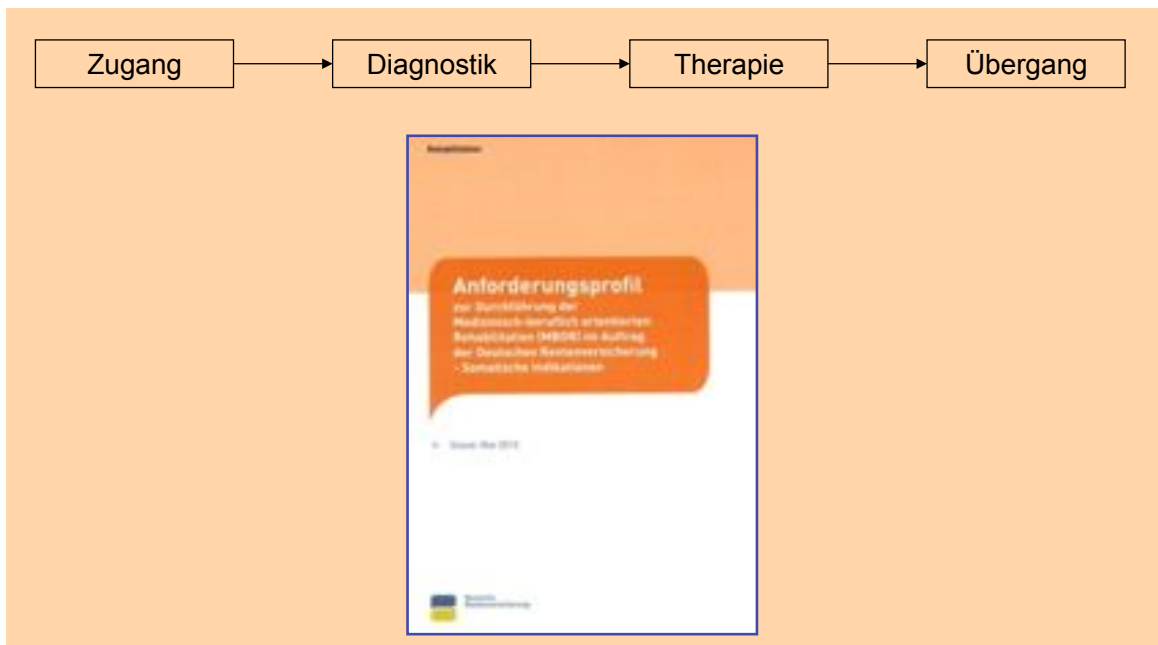 Zugang
Diagnostik
Therapie
Übergang
Rehabilitation
Anforderungsprofil
zur Durchführung der
Medizinisch-beruflich orientierten
Rehabilitation (MBOR) im Auftrag
der Deutschen Rentenversicherung
- Somatische Indikationen
Deutsche
Rentenversicherung